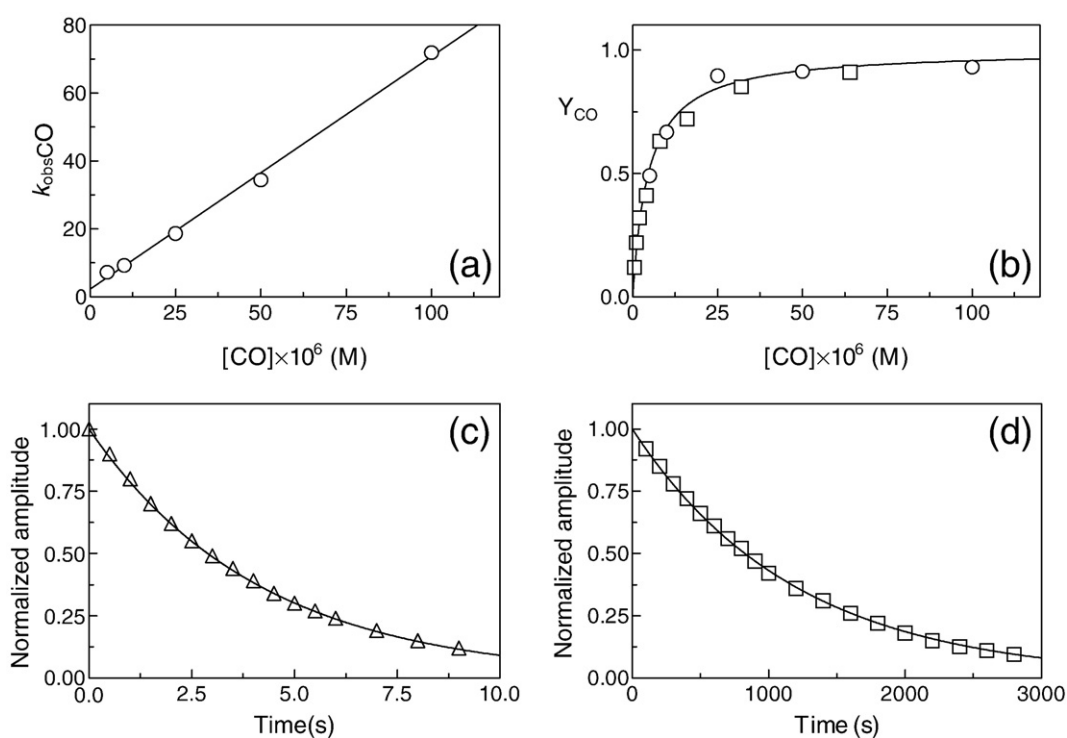 80
60
40
20
0
k_obsCO
(a)
0 25 50 75 100
[CO]×10⁶ (M)
1.0
0.5
0.0
Y_CO
(b)
0 25 50 75 100
[CO]×10⁶ (M)
1.00
0.75
0.50
0.25
0.00
Normalized amplitude
(c)
0.0 2.5 5.0 7.5 10.0
Time(s)
1.00
0.75
0.50
0.25
0.00
Normalized amplitude
(d)
0 1000 2000 3000
Time (s)